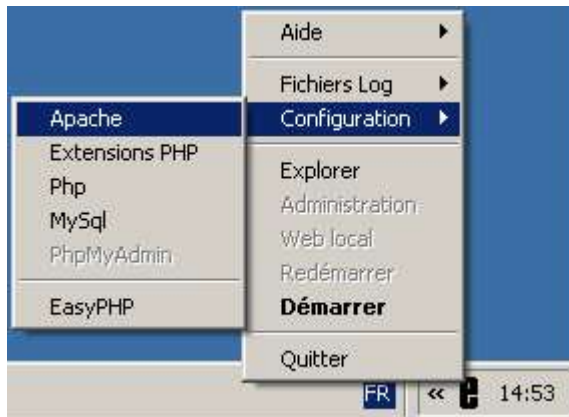 Aide
Fichiers Log
Configuration
Explorer
Administration
Web local
Redémarrer
Démarrer
Quitter
Apache
Extensions PHP
Php
MySql
PhpMyAdmin
EasyPHP
FR « e 14:53